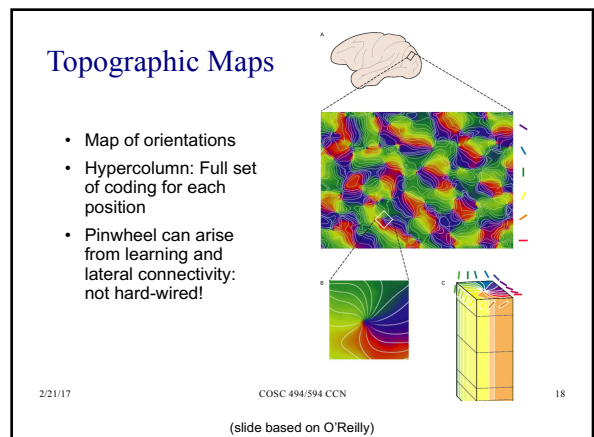 Topographic Maps
• Map of orientations
• Hypercolumn: Full set
of coding for each
position
• Pinwheel can arise
from learning and
lateral connectivity:
not hard-wired!
A
B
C
2/21/17
COSC 494/594 CCN
18
(slide based on O'Reilly)